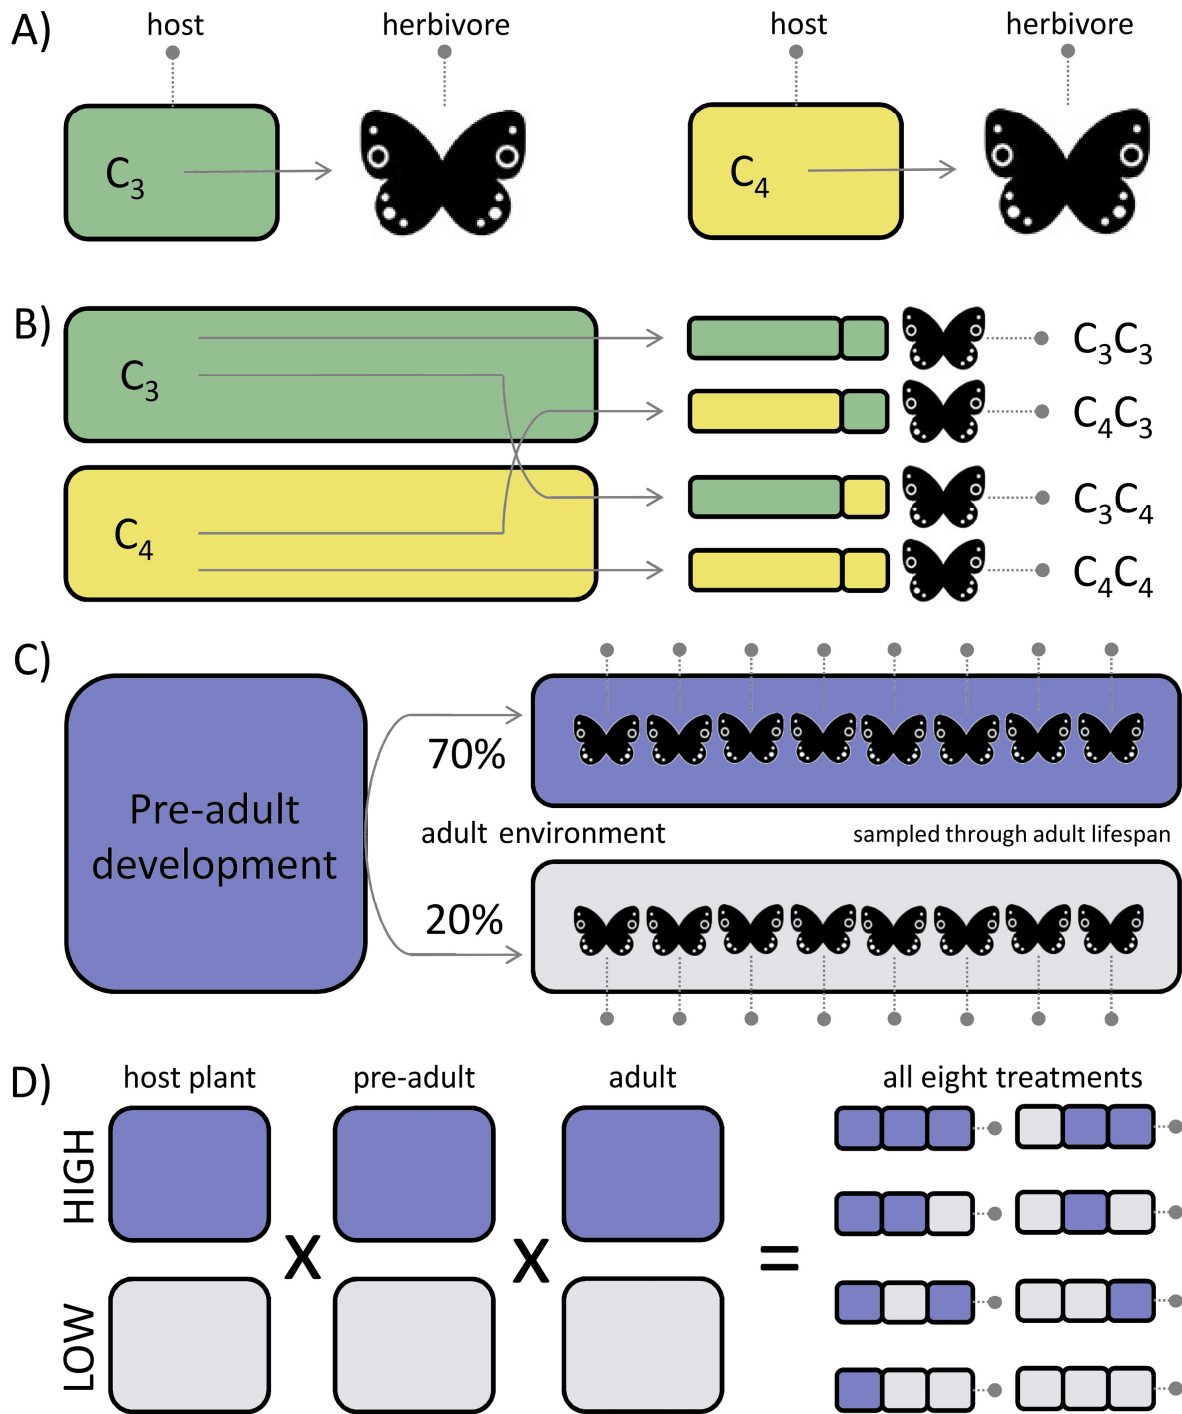 A)
host
herbivore
host
herbivore
C₃
C₄
B)
C₃
C₄
C₃C₃
C₄C₃
C₃C₄
C₄C₄
C)
Pre-adult
development
70%
adult environment
sampled through adult lifespan
20%
D)
host plant
pre-adult
adult
all eight treatments
HIGH
X
X
=
LOW